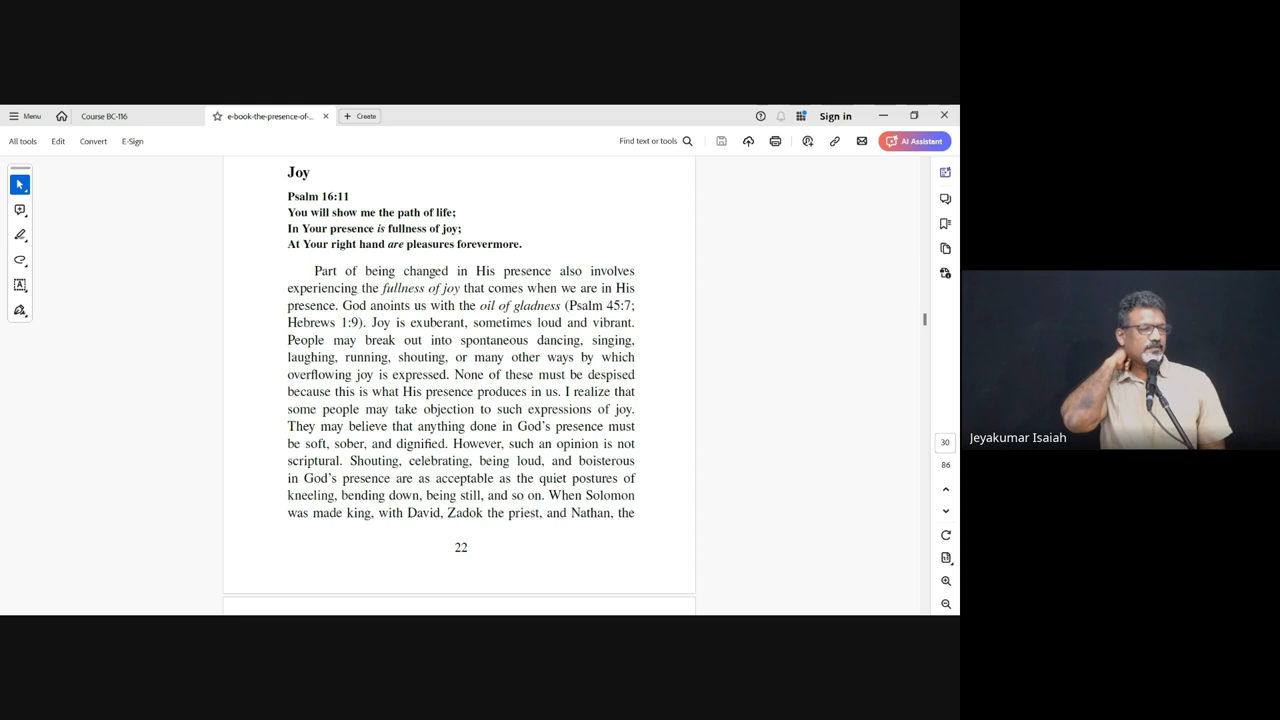 Menu
Course BC-116
e-book-the-presence-of-...
Create
Sign in
All tools
Edit
Convert
E-Sign
Find text or tools
AI Assistant
Joy
Psalm 16:11
You will show me the path of life;
In Your presence is fullness of joy;
At Your right hand are pleasures forevermore.
Part of being changed in His presence also involves
experiencing the fullness of joy that comes when we are in His
presence. God anoints us with the oil of gladness (Psalm 45:7;
Hebrews 1:9). Joy is exuberant, sometimes loud and vibrant.
People may break out into spontaneous dancing, singing,
laughing, running, shouting, or many other ways by which
overflowing joy is expressed. None of these must be despised
because this is what His presence produces in us. I realize that
some people may take objection to such expressions of joy.
They may believe that anything done in God's presence must
be soft, sober, and dignified. However, such an opinion is not
scriptural. Shouting, celebrating, being loud, and boisterous
in God's presence are as acceptable as the quiet postures of
kneeling, bending down, being still, and so on. When Solomon
was made king, with David, Zadok the priest, and Nathan, the
22
30
86
Jeyakumar Isaiah